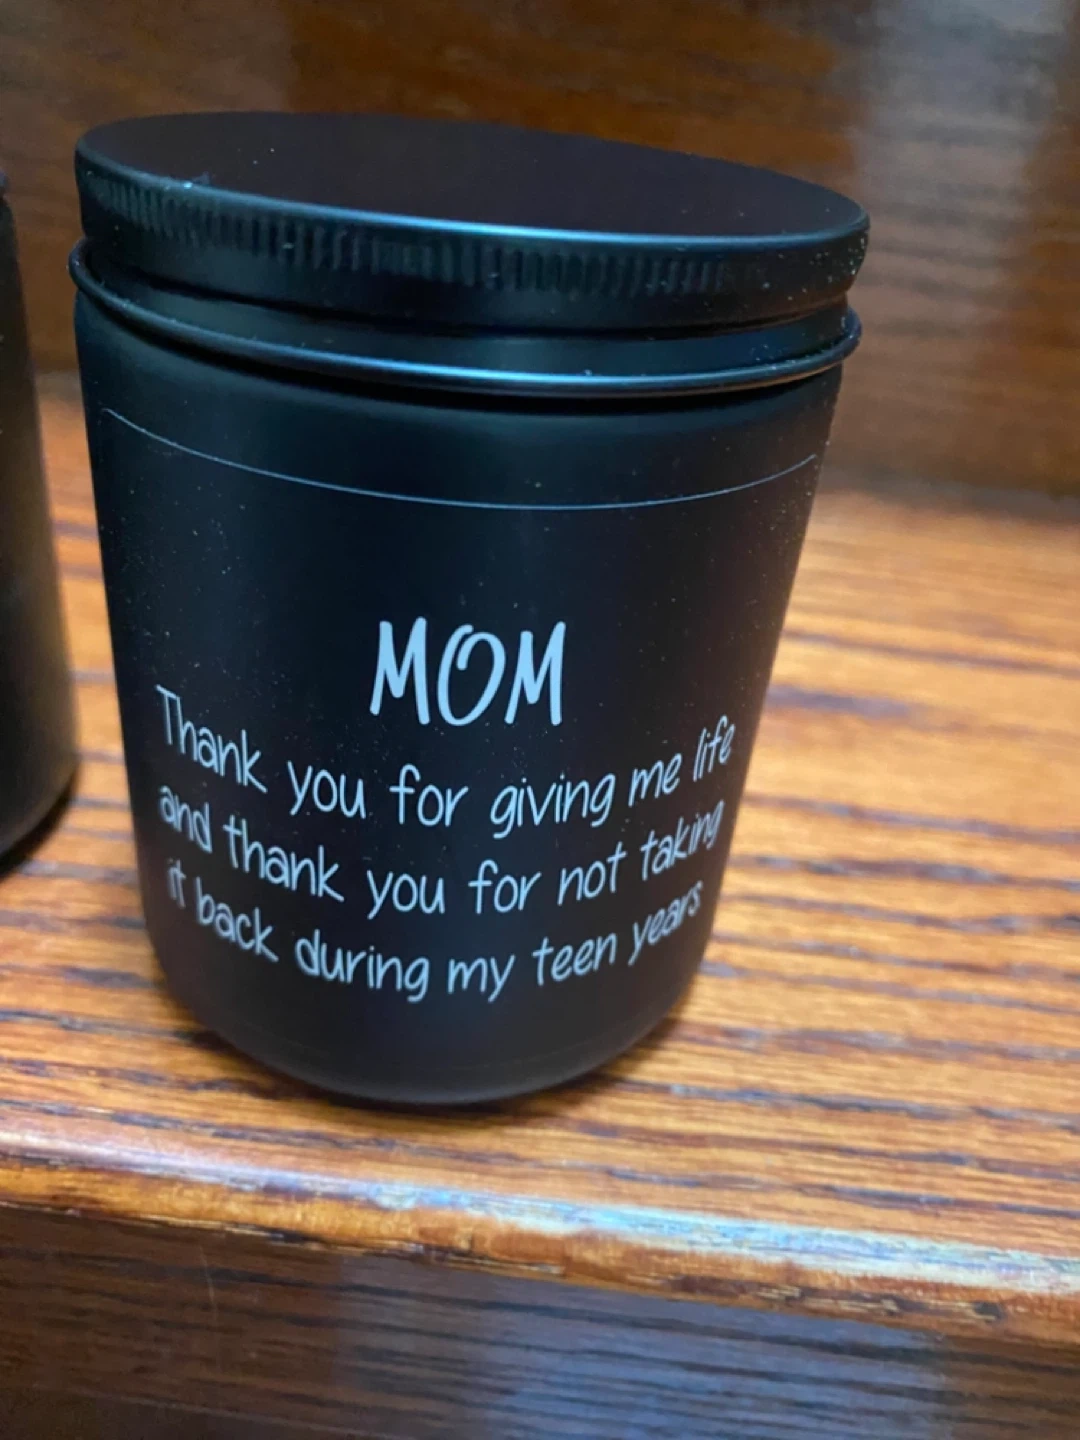 MOM
Thank you for giving me life
and thank you for not taking
it back during my teen years